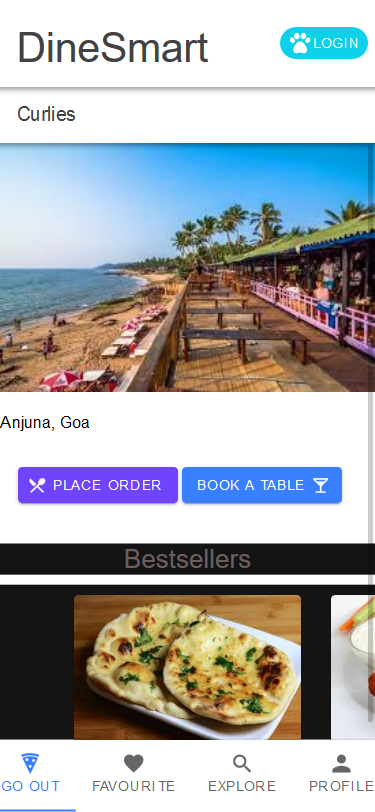 DineSmart
LOGIN
Curlies
Anjuna, Goa
PLACE ORDER
BOOK A TABLE
Bestsellers
GO OUT
FAVOURITE
EXPLORE
PROFILE